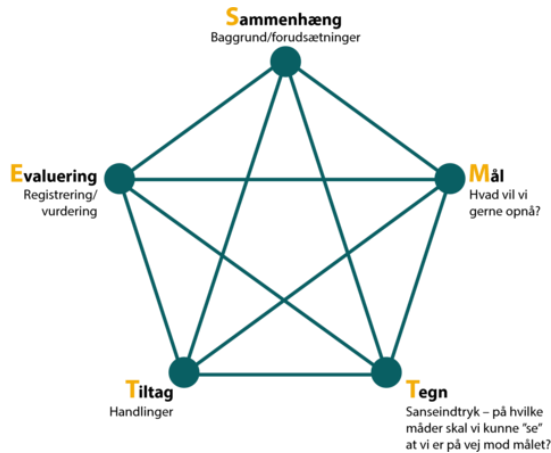 Sammenhæng
Baggrund/forudsætninger
Evaluering
Registrering/
vurdering
Mål
Hvad vil vi
gerne opnå?
Tiltag
Handlinger
Tegn
Sanseindtryk – på hvilke
måder skal vi kunne ”se”
at vi er på vej mod målet?